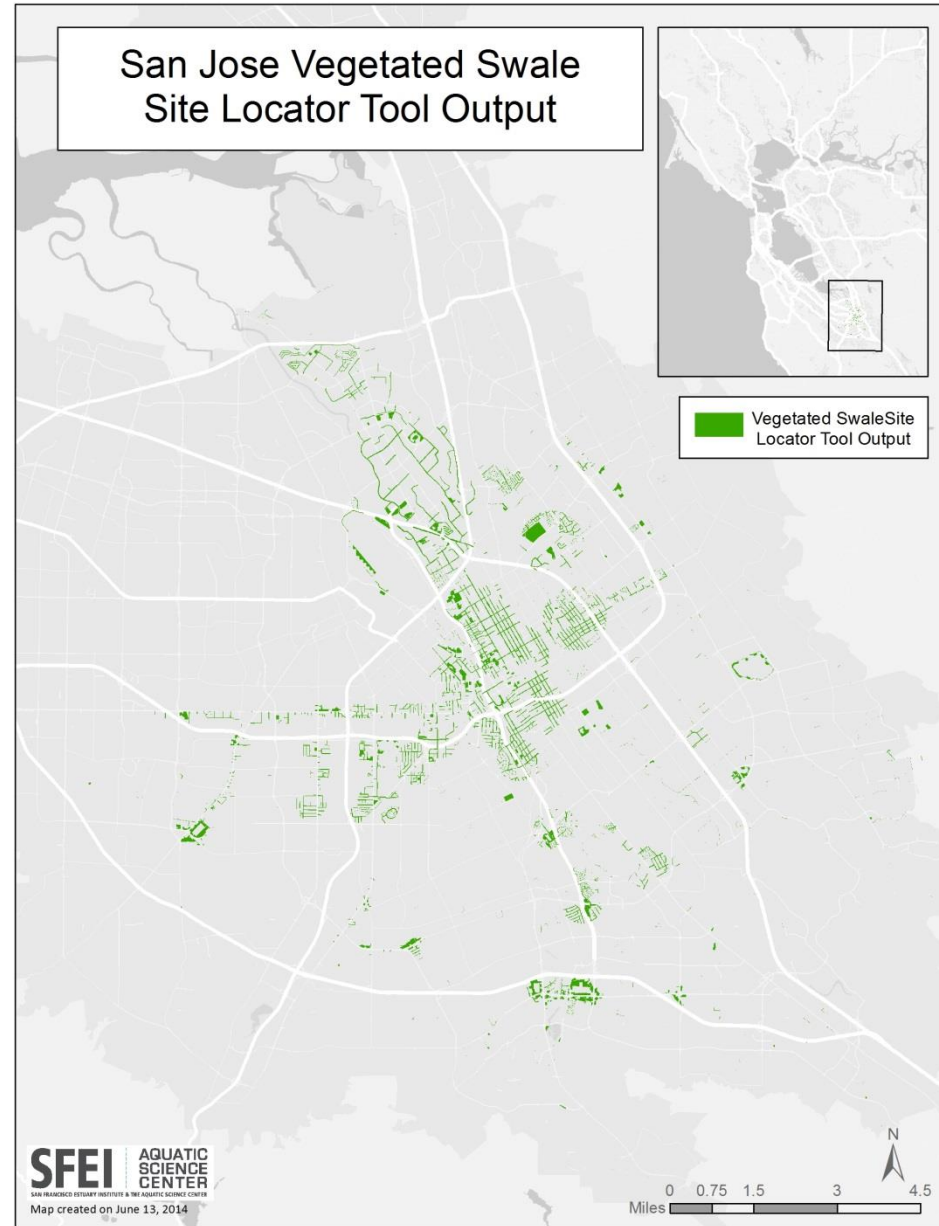 San Jose Vegetated Swale
Site Locator Tool Output
Vegetated SwaleSite
Locator Tool Output
SFEI
AQUATIC
SCIENCE
CENTER
SAN FRANCISCO ESTUARY INSTITUTE & THE AQUATIC SCIENCE CENTER
Map created on June 13, 2014
N
Miles
0 0.75 1.5 3 4.5